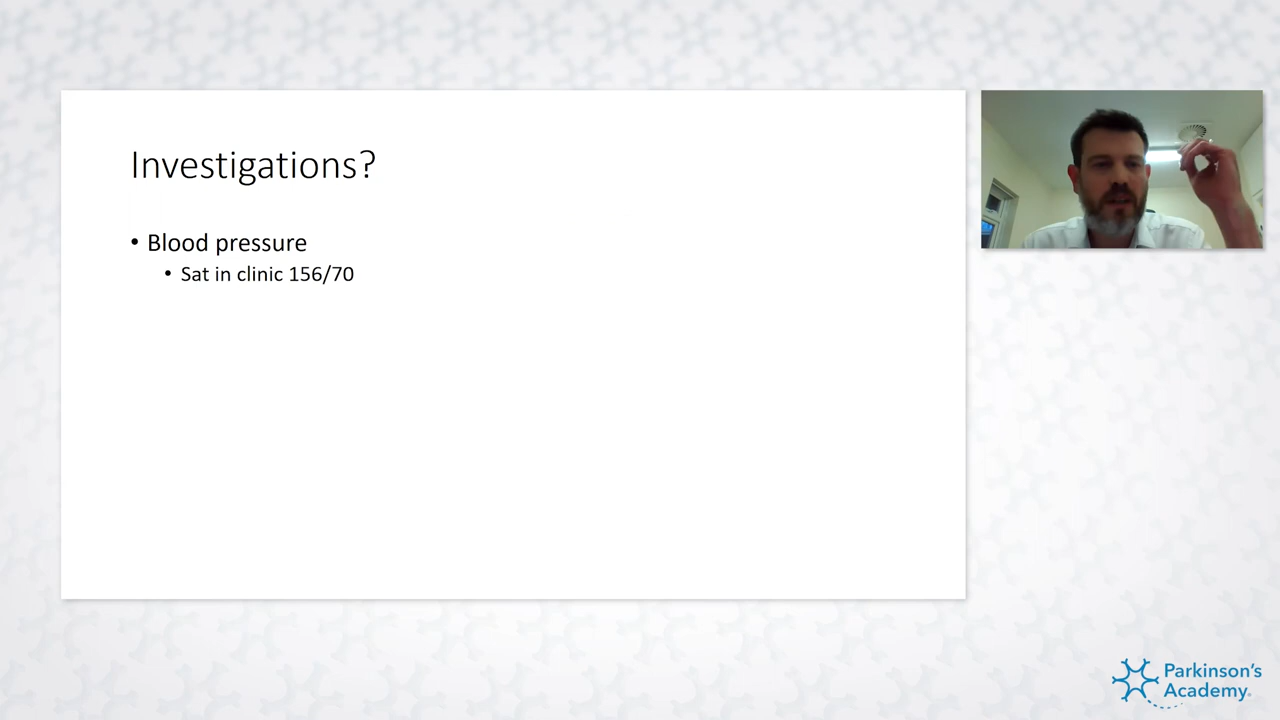 Investigations?
• Blood pressure
• Sat in clinic 156/70
Parkinson's
Academy